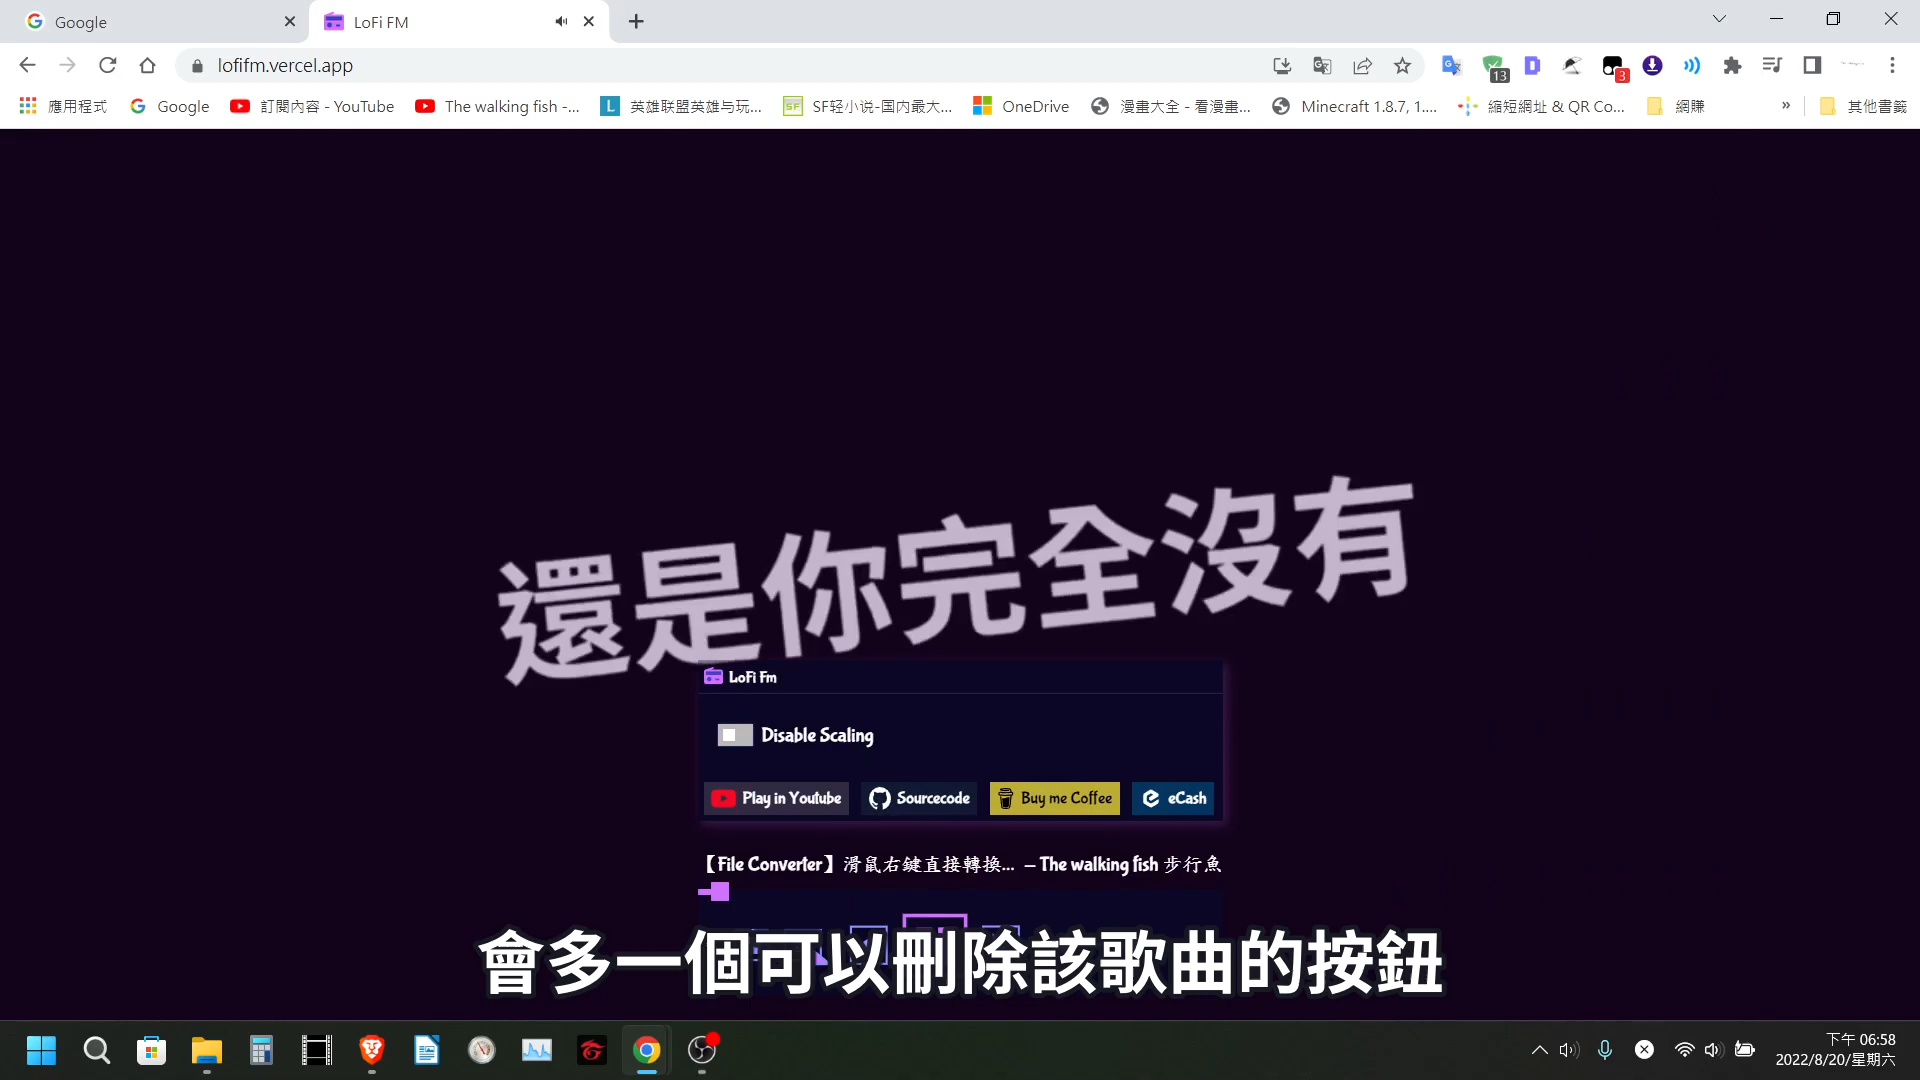 Google
LoFi FM
lofifm.vercel.app
13
3
應用程式
Google
訂閱內容 - YouTube
The walking fish -...
L
英雄联盟英雄与玩...
SF
SF轻小说-国内最大...
OneDrive
漫畫大全 - 看漫畫...
Minecraft 1.8.7, 1....
縮短網址 & QR Co...
網賺
»
其他書籤
還是你完全沒有
LoFi Fm
Disable Scaling
Play in Youtube
Sourcecode
Buy me Coffee
eCash
【File Converter】滑鼠右鍵直接轉換... – The walking fish 步行魚
會多一個可以刪除該歌曲的按鈕
下午 06:58
2022/8/20/星期六